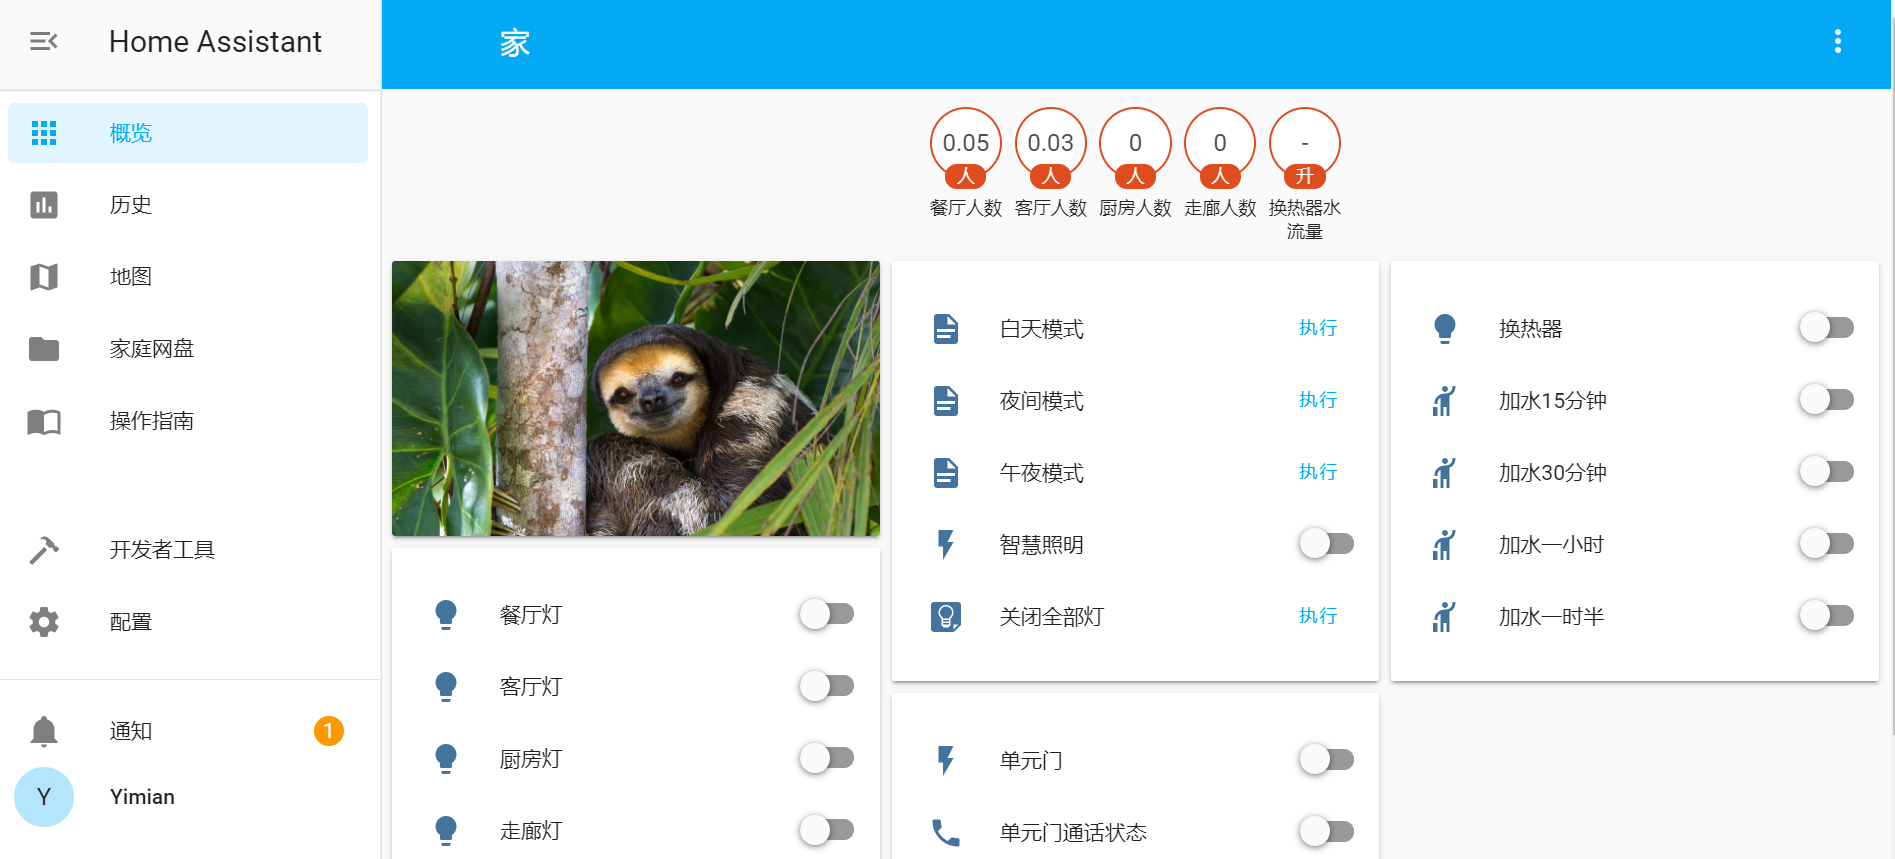 Home Assistant
家
概览
历史
地图
家庭网盘
操作指南
开发者工具
配置
通知
1
Y
Yimian
0.05
人
餐厅人数
0.03
人
客厅人数
0
人
厨房人数
0
人
走廊人数
-
升
换热器水
流量
餐厅灯
客厅灯
厨房灯
走廊灯
白天模式 执行
夜间模式 执行
午夜模式 执行
智慧照明
关闭全部灯 执行
单元门
单元门通话状态
换热器
加水15分钟
加水30分钟
加水一小时
加水一时半